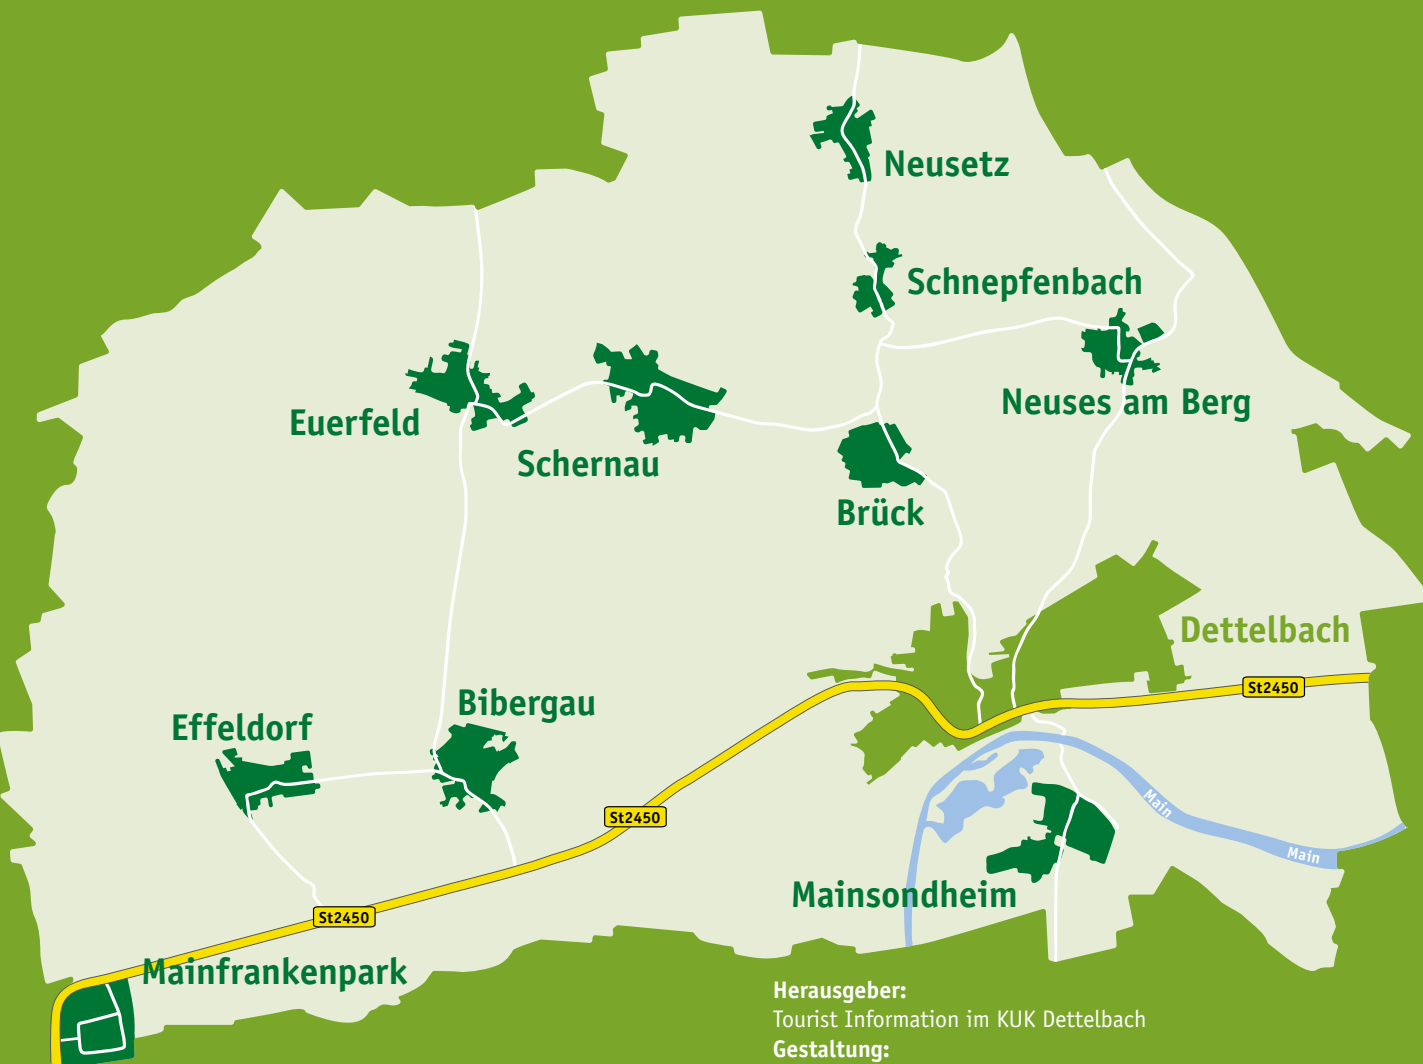 Neusetz
Schnepfenbach
Neuses am Berg
Euerfeld
Schernau
Brück
Dettelbach
St2450
Bibergau
Effeldorf
St2450
Main
Main
Mainsondheim
St2450
Mainfrankenpark
Herausgeber:
Tourist Information im KUK Dettelbach
Gestaltung: